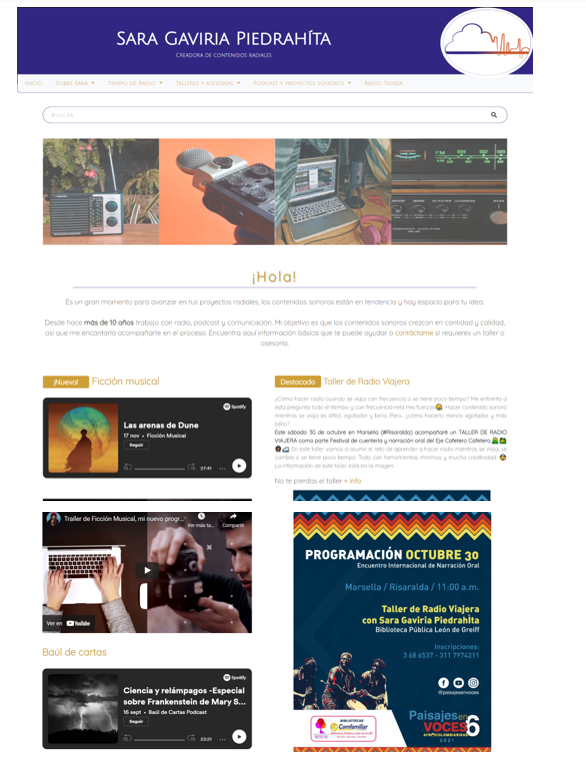 Sara Gaviria Piedrahíta
Creadora de contenidos radiales
Inicio
Sobre Sara
Tiempo de Radio
Talleres y Asesorías
Podcast y Proyectos sonoros
Radio Tienda
BUSCAR
¡Hola!
Es un gran momento para avanzar en tus proyectos radiales, los contenidos sonoros están en tendencia y hay espacio para tu idea.
Desde hace más de 10 años trabajo con radio, podcast y comunicación. Mi objetivo es que los contenidos sonoros crezcan en cantidad y calidad,
así que me encantaría acompañarte en el proceso. Encuentra aquí información básica que te puede ayudar o contáctame si requieres un taller o
asesoría.
¡Nuevo! Ficción musical
Spotify
Las arenas de Dune
17 nov • Ficción Musical
Seguir
27:41
Trailer de Ficción Musical, mi nuevo progr...
Ver más ta...
Compartir
Ver en YouTube
Baúl de cartas
Spotify
Ciencia y relámpagos -Especial
sobre Frankenstein de Mary S...
16 sept • Baúl de Cartas Podcast
Seguir
23:21
Destacado Taller de Radio Viajera
¿Cómo hacer radio cuando se viaja con frecuencia o se tiene poco tiempo? Me enfrento a
esta pregunta todo el tiempo y con frecuencia reta mis fuerzas😰. Hacer contenido sonoro
mientras se viaja es difícil, agotador y bello. Pero... ¿cómo hacerlo menos agotador y más
bello?
Este sábado 30 de octubre en Marsella (#Risaralda) acompañaré un TALLER DE RADIO
VIAJERA como parte Festival de cuentería y narración oral del Eje Cafetero Cafetero.
En este taller vamos a asumir el reto de aprender a hacer radio mientras se viaja, se
cambia o se tiene poco tiempo. Todo con herramientas mínimas y mucha creatividad.
La información de este taller está en la imagen
No te pierdas el taller + info
PROGRAMACIÓN OCTUBRE 30
Encuentro Internacional de Narración Oral
Marsella / Risaralda / 11:00 a.m.
Taller de Radio Viajera
con Sara Gaviria Piedrahíta
Biblioteca Pública León de Greiff
Inscripciones:
3 68 6537 - 311 7974211
@paisajesenvoces
BIBLIOTECAS
Comfamiliar
Paisajes en
VOCES 6
AFROCOLOMBIANIDAD
2021